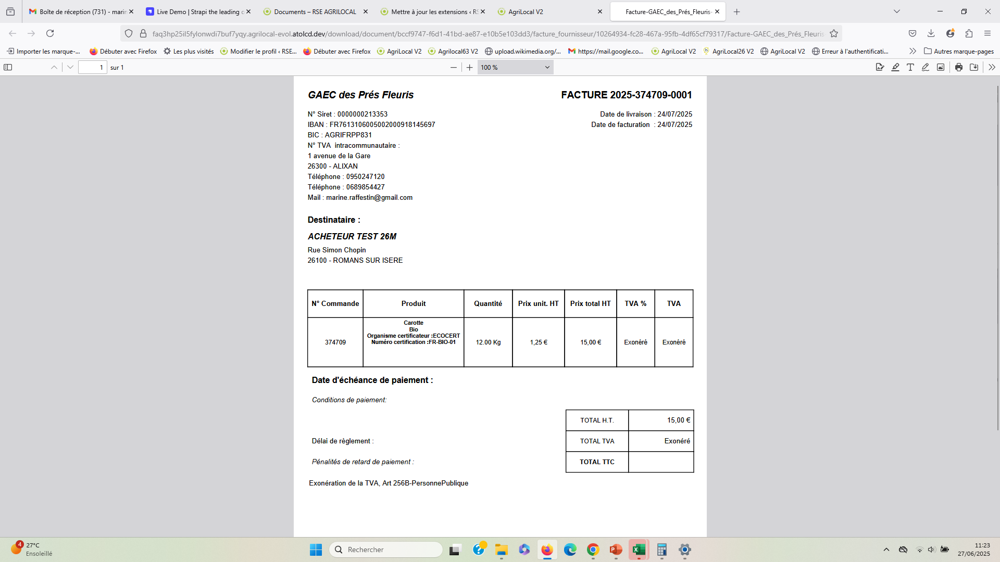 Boîte de réception (731) - marin
Live Demo | Strapi the leading o
Documents – RSE AGRILOCAL
Mettre à jour les extensions ‹ RS
AgriLocal V2
Facture-GAEC_des_Prés_Fleuris-
faq3hp25il5fylonwdi7buf7yqy.agrilocal-evol.atolcd.dev/download/document/bccf9747-f6d1-41bd-ae87-e10b5e103dd3/facture_fournisseur/10264934-fc28-467a-95fb-4df65cf79317/Facture-GAEC_des_Prés_Fleuris
Importer les marque-...
Débuter avec Firefox
Les plus visités
Modifier le profil ‹ RSE...
Débuter avec Firefox
AgriLocal V2
Agrilocal63 V2
upload.wikimedia.org/...
https://mail.google.co...
AgriLocal V2
AgriLocal26 V2
AgriLocal V2
Erreur à l'authentificati...
Autres marque-pages
1 sur 1
100 %
GAEC des Prés Fleuris
FACTURE 2025-374709-0001
N° Siret : 0000000213353
Date de livraison : 24/07/2025
IBAN : FR7613106005002000918145697
Date de facturation : 24/07/2025
BIC : AGRIFRPP831
N° TVA intracommunautaire :
1 avenue de la Gare
26300 - ALIXAN
Téléphone : 0950247120
Téléphone : 0689854427
Mail : marine.raffestin@gmail.com
Destinataire :
ACHETEUR TEST 26M
Rue Simon Chopin
26100 - ROMANS SUR ISERE
N° Commande Produit Quantité Prix unit. HT Prix total HT TVA % TVA
Carotte
Bio
Organisme certificateur :ECOCERT
Numéro certification :FR-BIO-01
374709 12.00 Kg 1,25 € 15,00 € Exonéré Exonéré
Date d'échéance de paiement :
Conditions de paiement:
TOTAL H.T. 15,00 €
Délai de règlement :
TOTAL TVA Exonéré
Pénalités de retard de paiement :
TOTAL TTC
Exonération de la TVA, Art 256B-PersonnePublique
4
27°C
Ensoleillé
Rechercher
11:23
27/06/2025